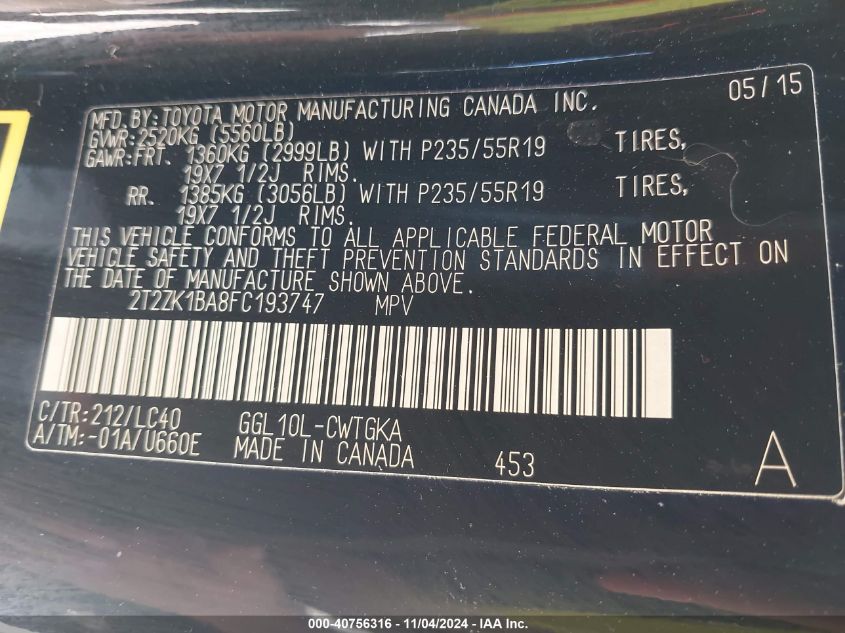 05/15
MFD. BY: TOYOTA MOTOR MANUFACTURING CANADA INC.
GVWR: 2520KG (5560LB)
GAWR: FRT. 1360KG (2999LB) WITH P235/55R19 TIRES,
19X7 1/2J RIMS.
RR. 1385KG (3056LB) WITH P235/55R19 TIRES,
19X7 1/2J RIMS.
THIS VEHICLE CONFORMS TO ALL APPLICABLE FEDERAL MOTOR
VEHICLE SAFETY AND THEFT PREVENTION STANDARDS IN EFFECT ON
THE DATE OF MANUFACTURE SHOWN ABOVE.
2T2ZK1BA8FC193747 MPV
C/TR: 212/LC40 GGL10L-CWTGKA
A/TM: -01A/U660E MADE IN CANADA 453 A
000-40756316 - 11/04/2024 - IAA Inc.